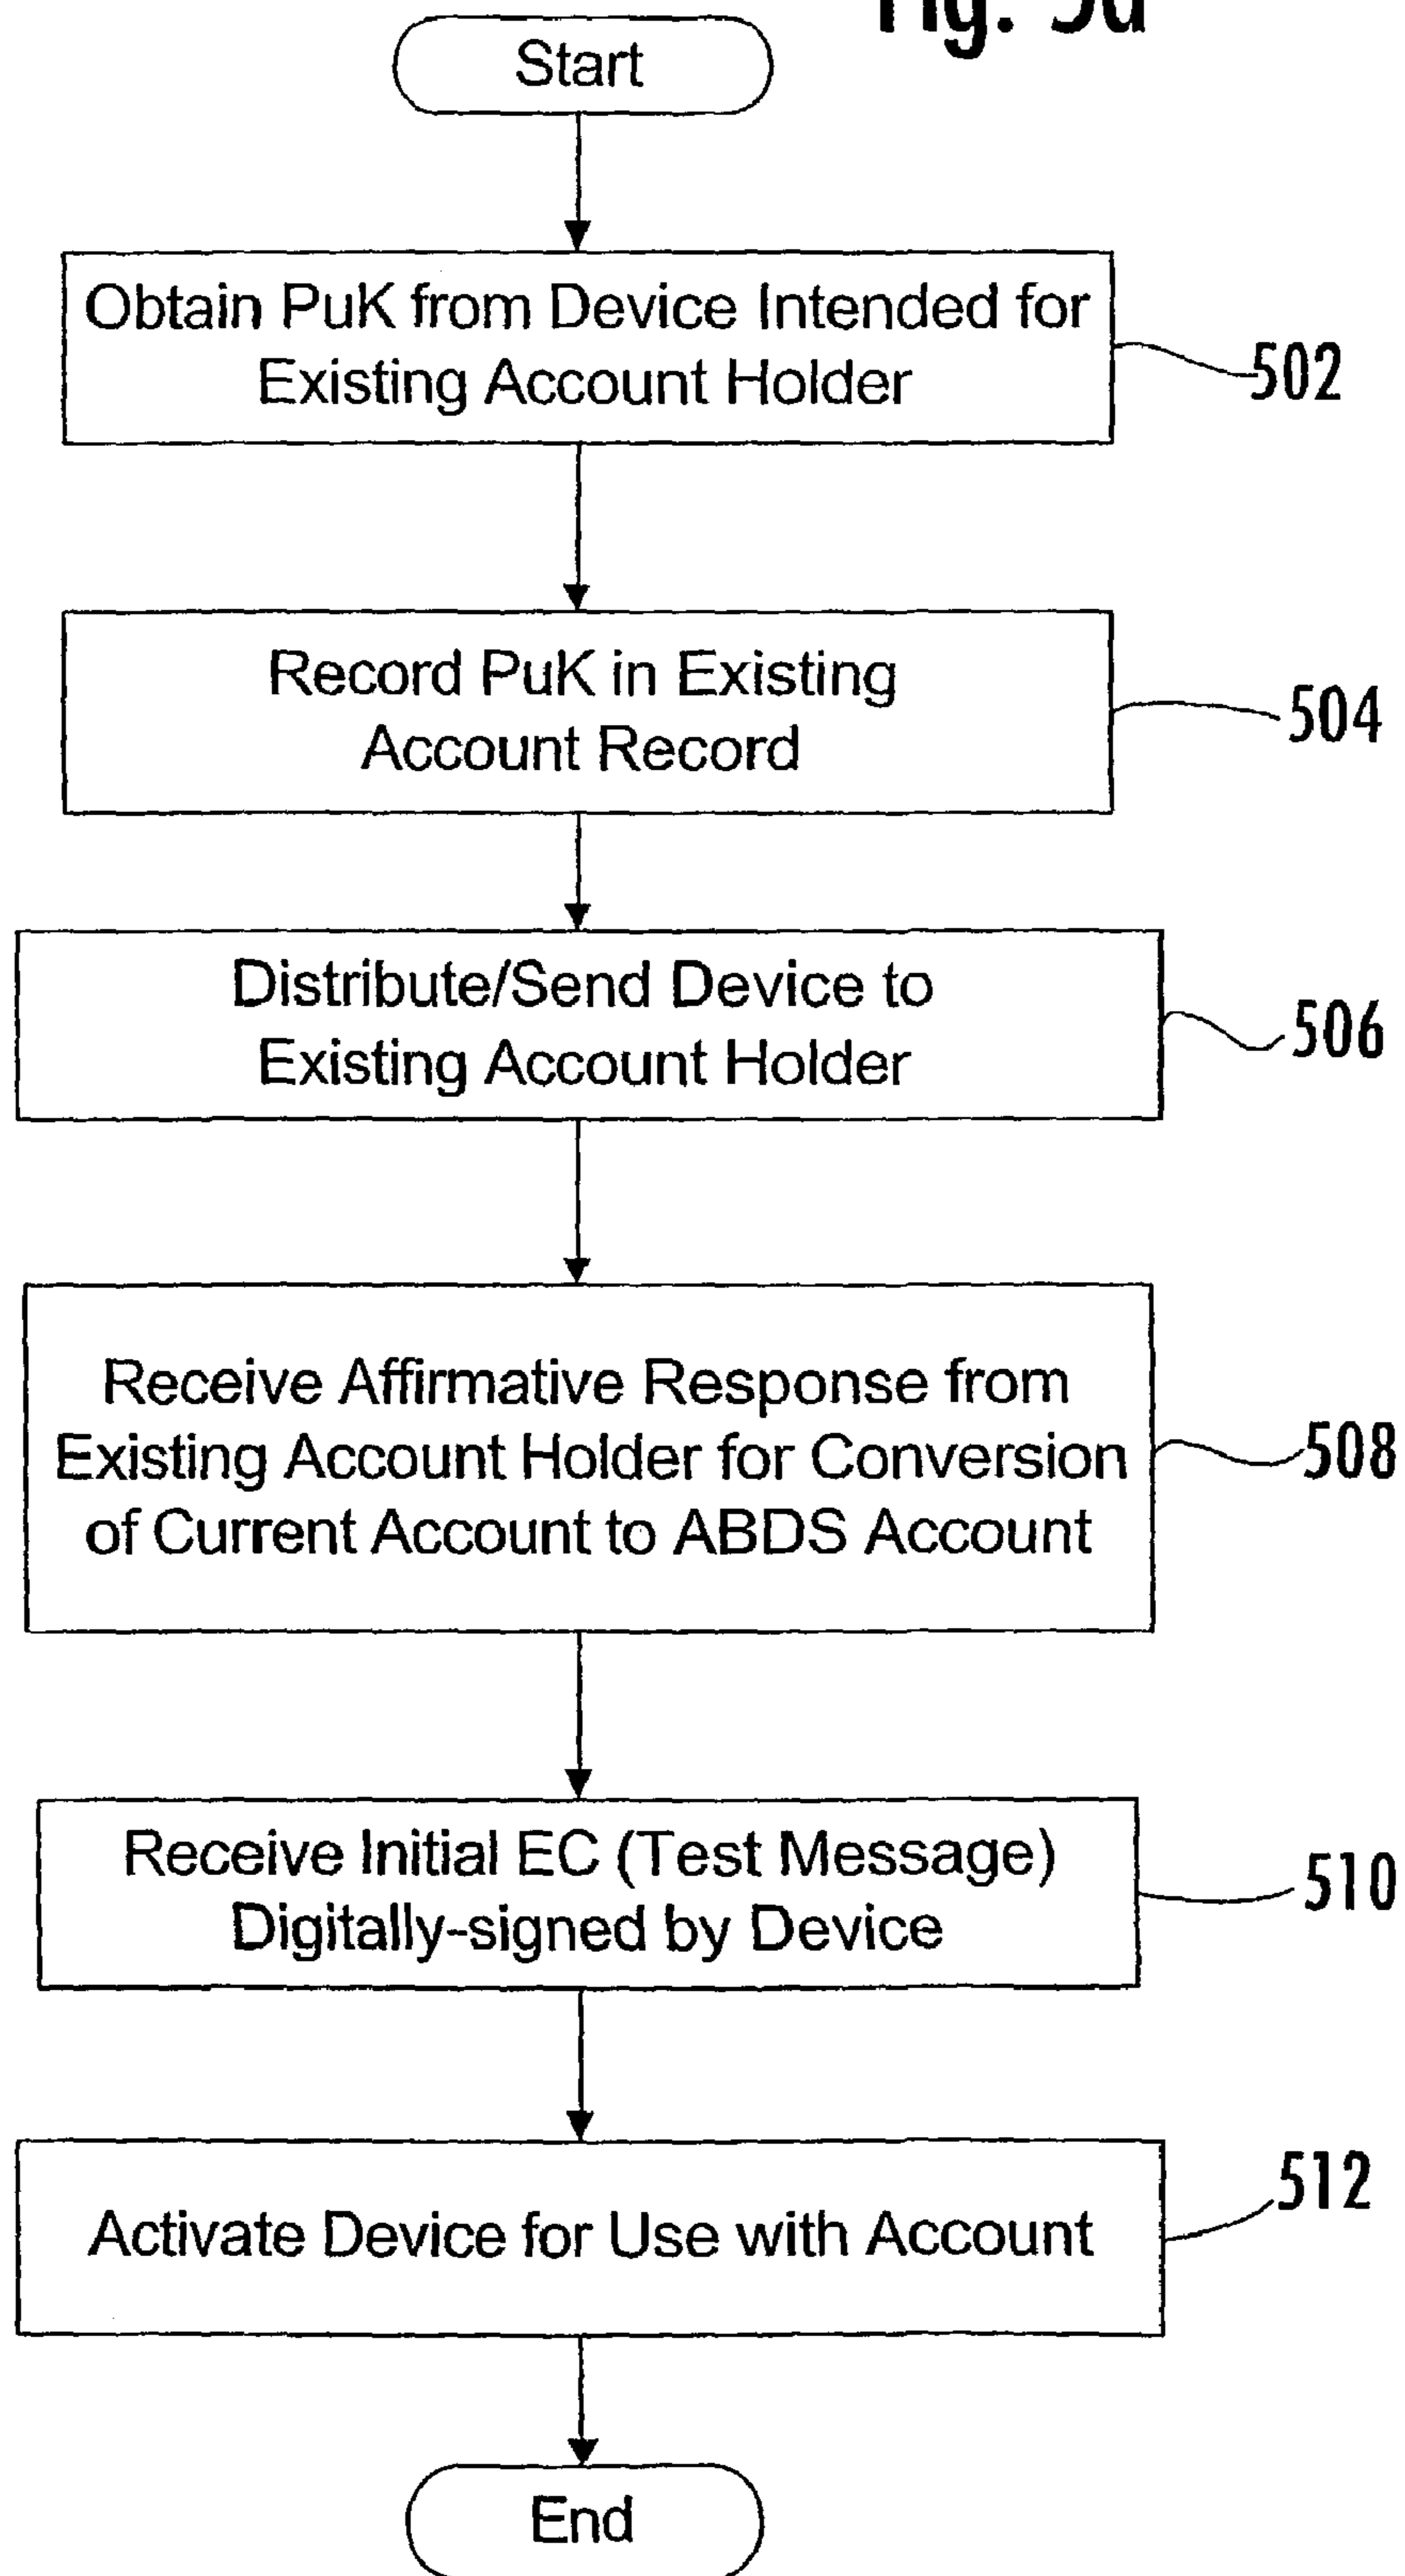 Fig. 5a
Start
Obtain PuK from Device Intended for
Existing Account Holder
502
Record PuK in Existing
Account Record
504
Distribute/Send Device to
Existing Account Holder
506
Receive Affirmative Response from
Existing Account Holder for Conversion
of Current Account to ABDS Account
508
Receive Initial EC (Test Message)
Digitally-signed by Device
510
Activate Device for Use with Account
512
End